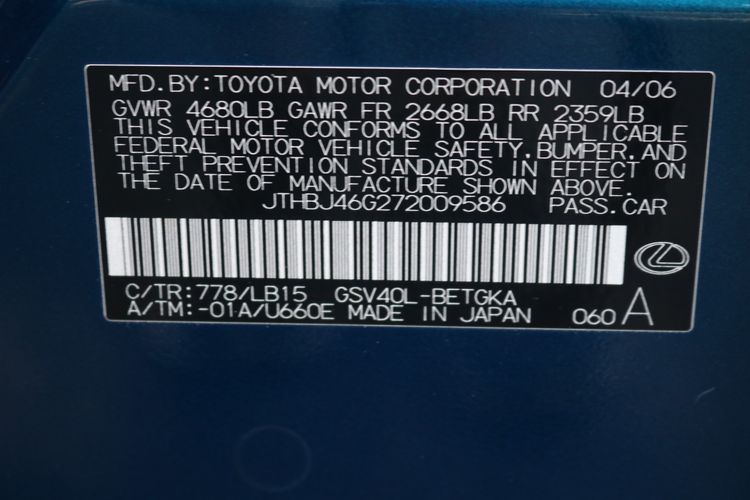 MFD. BY: TOYOTA MOTOR CORPORATION 04/06
GVWR 4680LB GAWR FR 2668LB RR 2359LB
THIS VEHICLE CONFORMS TO ALL APPLICABLE
FEDERAL MOTOR VEHICLE SAFETY, BUMPER, AND
THEFT PREVENTION STANDARDS IN EFFECT ON
THE DATE OF MANUFACTURE SHOWN ABOVE.
JTHBJ46G272009586 PASS. CAR
C/TR: 778/LB15 GSV40L-BETGKA
A/TM: -01A/U660E MADE IN JAPAN 060 A